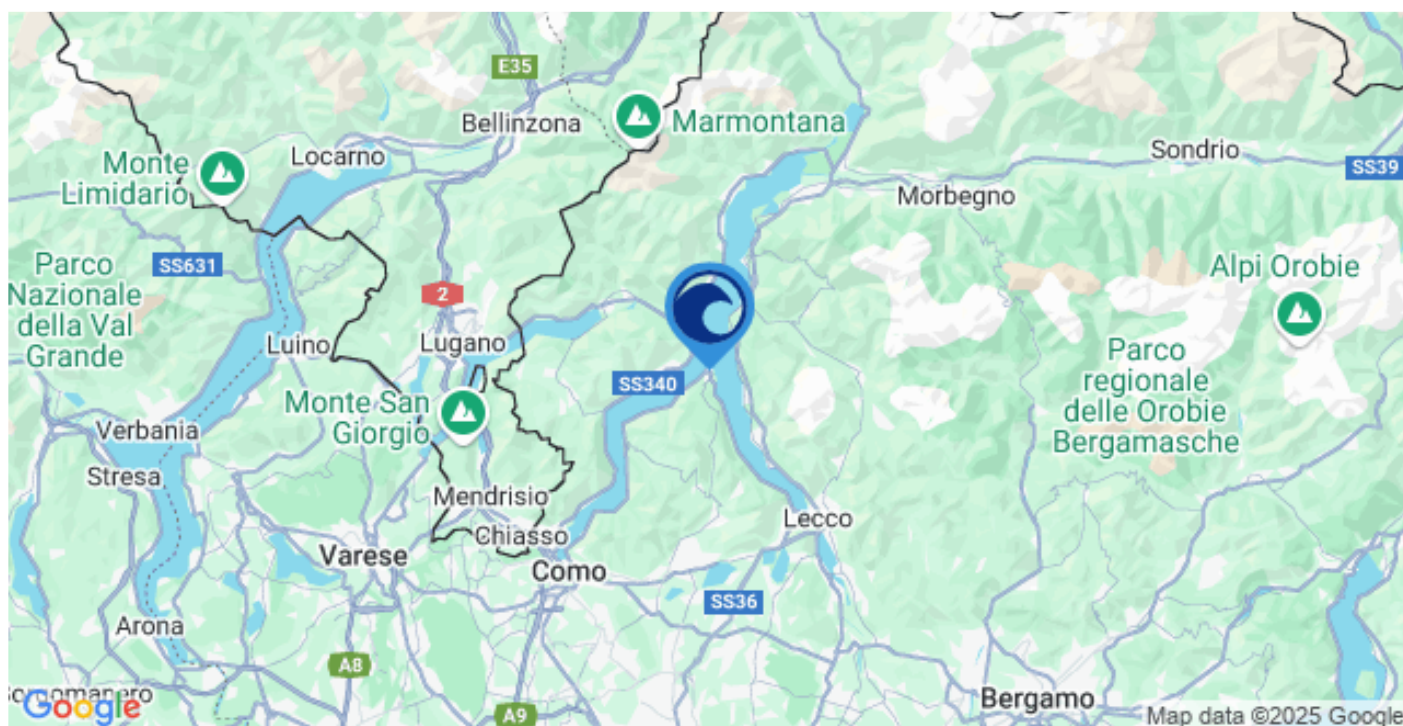 E35
Bellinzona
Marmontana
Locarno
Sondrio
Monte
Limidario
SS39
Morbegno
Parco
Nazionale
della Val
Grande
SS631
Alpi Orobie
2
Luino
Lugano
Parco
regionale
delle Orobie
Bergamasche
SS340
Monte San
Giorgio
Verbania
Stresa
Mendrisio
Lecco
Chiasso
Varese
Como
SS36
Arona
A8
Borgomanero
Bergamo
Google
A9
Map data ©2025 Google